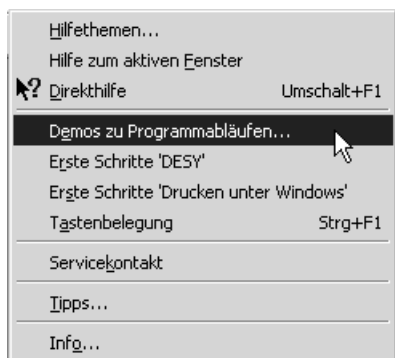 Hilfethemen...
Hilfe zum aktiven Fenster
Direkthilfe Umschalt+F1
Demos zu Programmabläufen...
Erste Schritte 'DESY'
Erste Schritte 'Drucken unter Windows'
Tastenbelegung Strg+F1
Servicekontakt
Tipps...
Info...